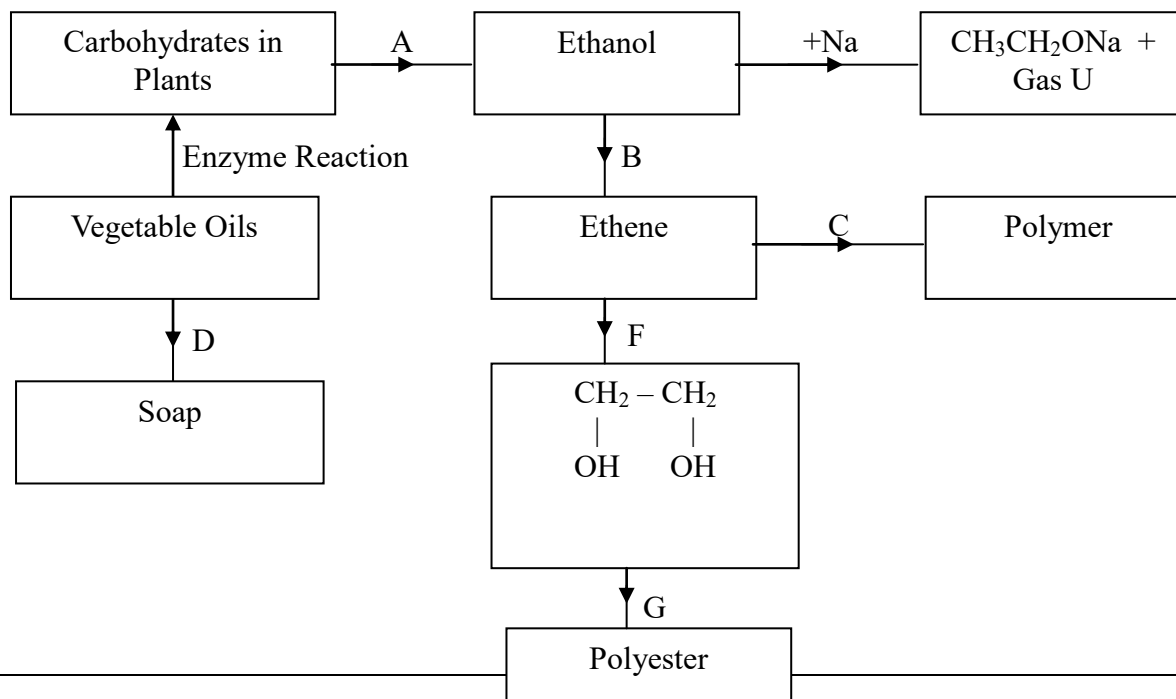 Carbohydrates in
Plants
A
Ethanol
+Na
CH₃CH₂ONa +
Gas U
Enzyme Reaction
B
Vegetable Oils
Ethene
C
Polymer
D
F
Soap
CH₂ – CH₂
| |
OH OH
G
Polyester